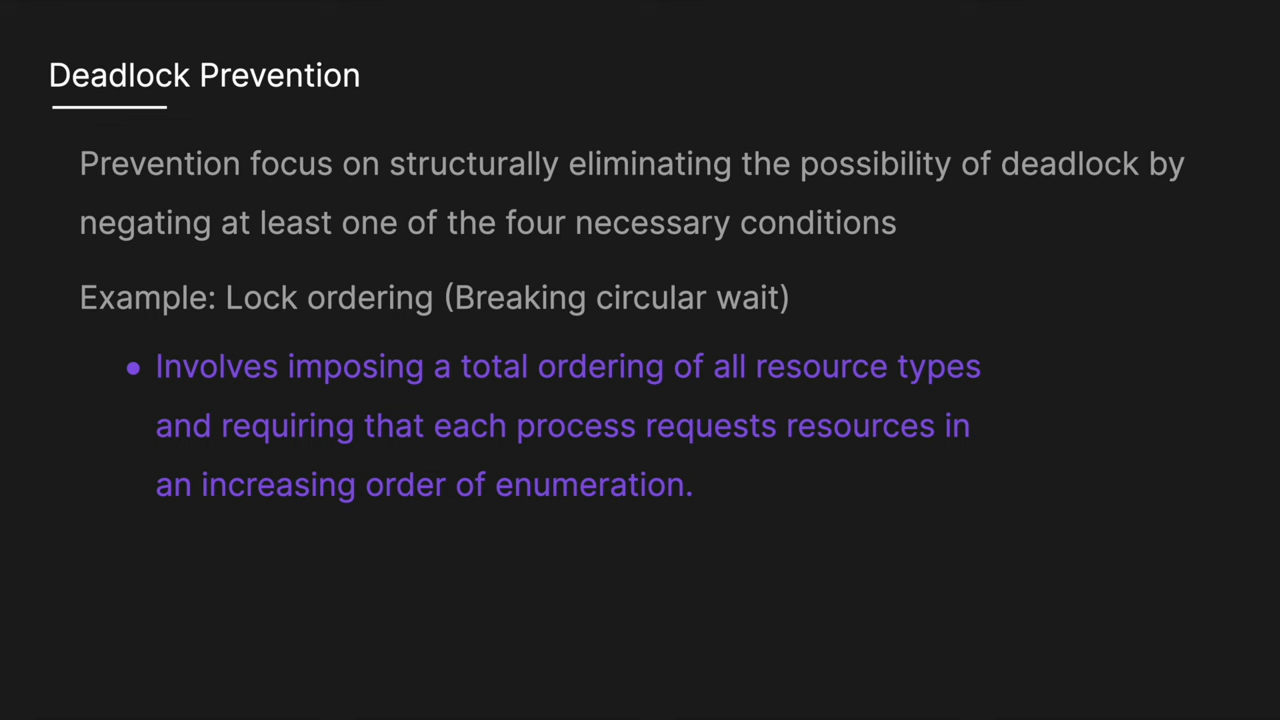 Deadlock Prevention
Prevention focus on structurally eliminating the possibility of deadlock by
negating at least one of the four necessary conditions
Example: Lock ordering (Breaking circular wait)
• Involves imposing a total ordering of all resource types
and requiring that each process requests resources in
an increasing order of enumeration.